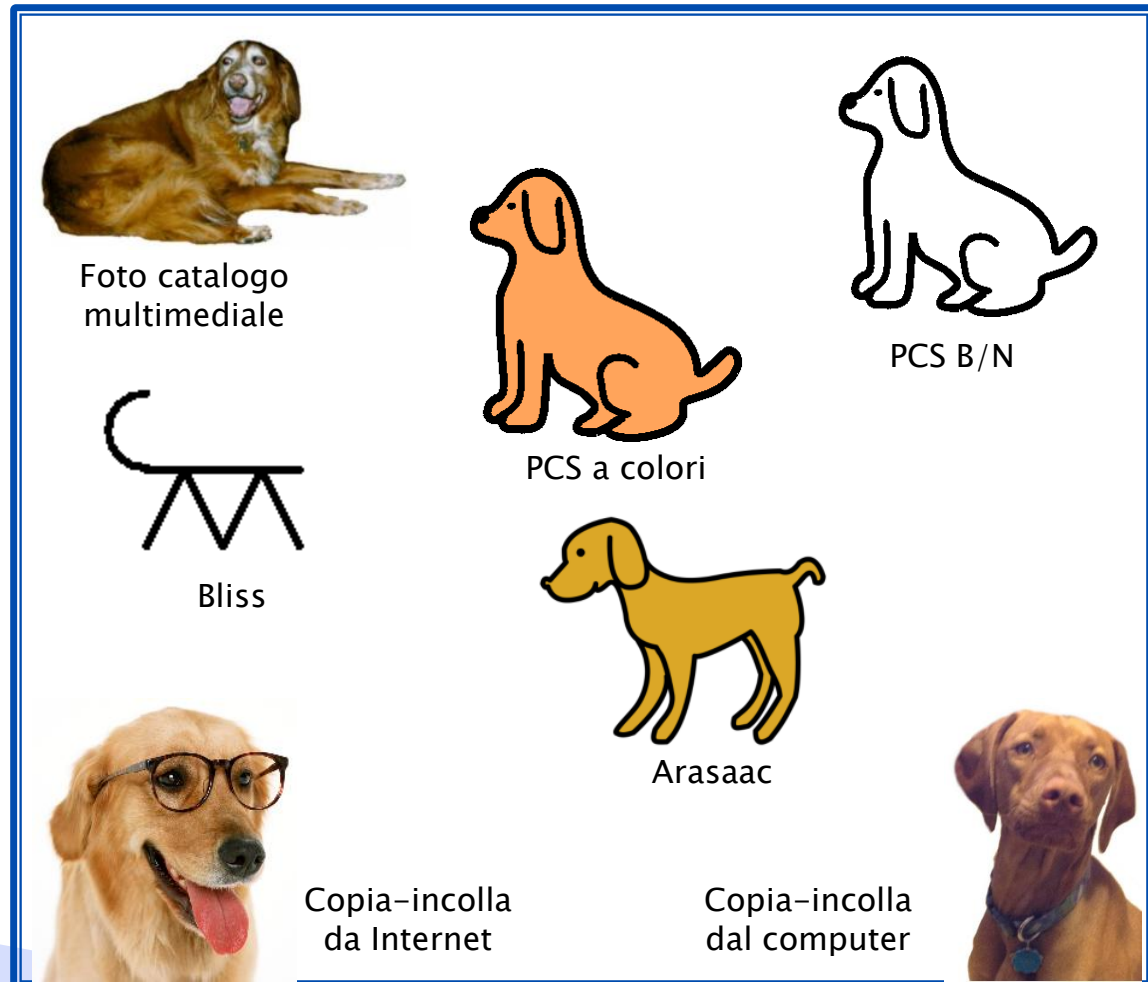 Foto catalogo
multimediale
PCS B/N
PCS a colori
Bliss
Arasaac
Copia-incolla
da Internet
Copia-incolla
dal computer